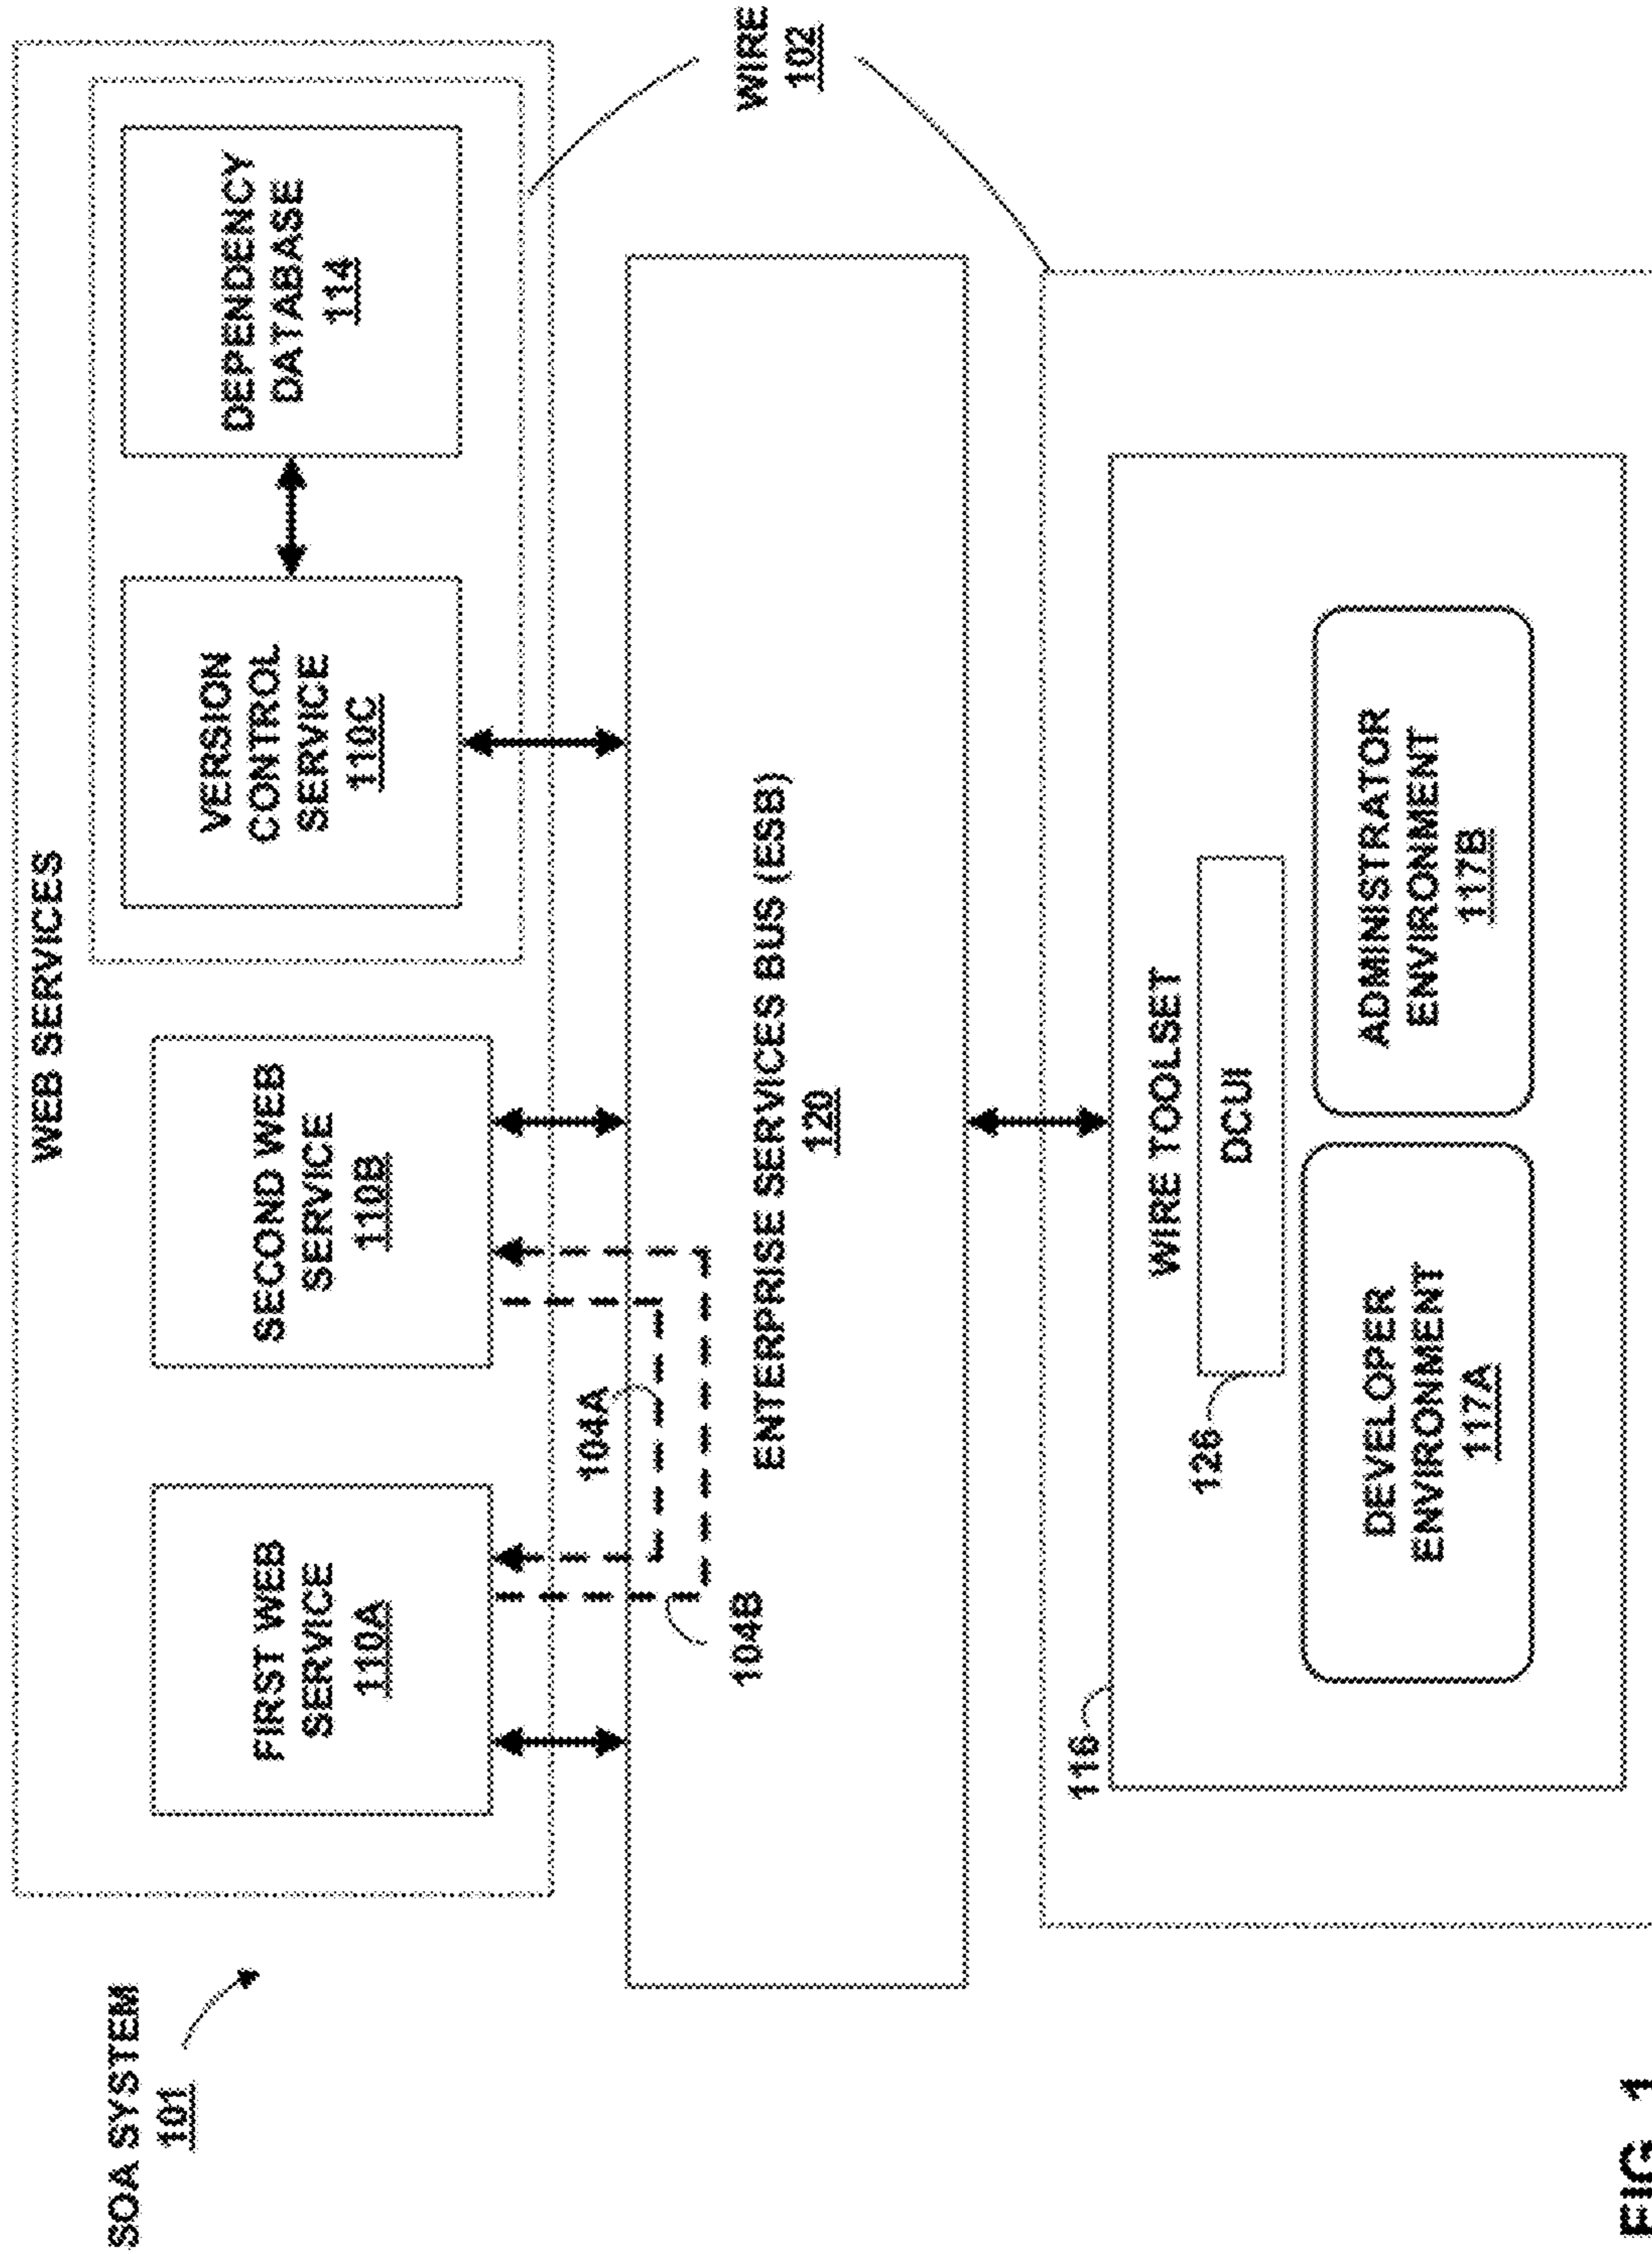 SOA SYSTEM
101
WEB SERVICES
FIRST WEB
SERVICE
110A
SECOND WEB
SERVICE
110B
VERSION
CONTROL
SERVICE
110C
DEPENDENCY
DATABASE
114
104A
104B
ENTERPRISE SERVICES BUS (ESB)
120
WIRE
102
116
WIRE TOOLSET
126
DCUI
DEVELOPER
ENVIRONMENT
117A
ADMINISTRATOR
ENVIRONMENT
117B
FIG. 1